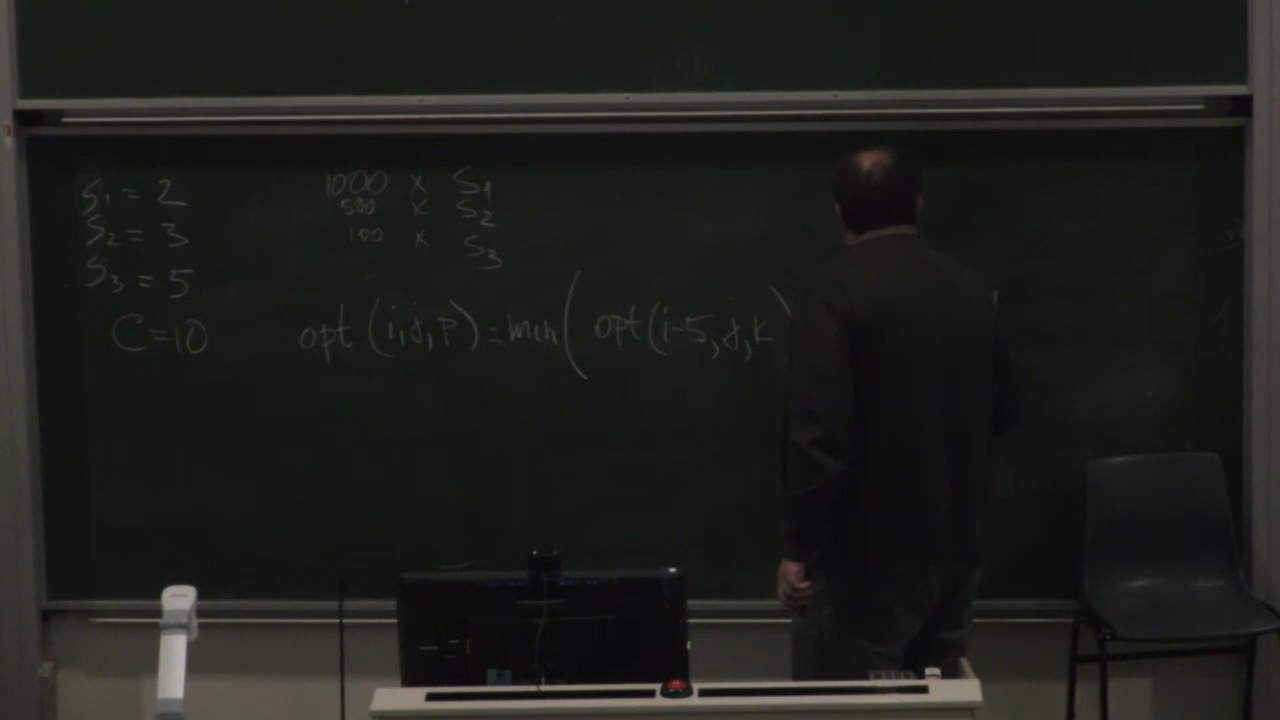 S₁ = 2
S₂ = 3
S₃ = 5
C = 10
1000 x S₁
500 x S₂
100 x S₃
opt (i, j, p) = min( opt(i-5, j, k)